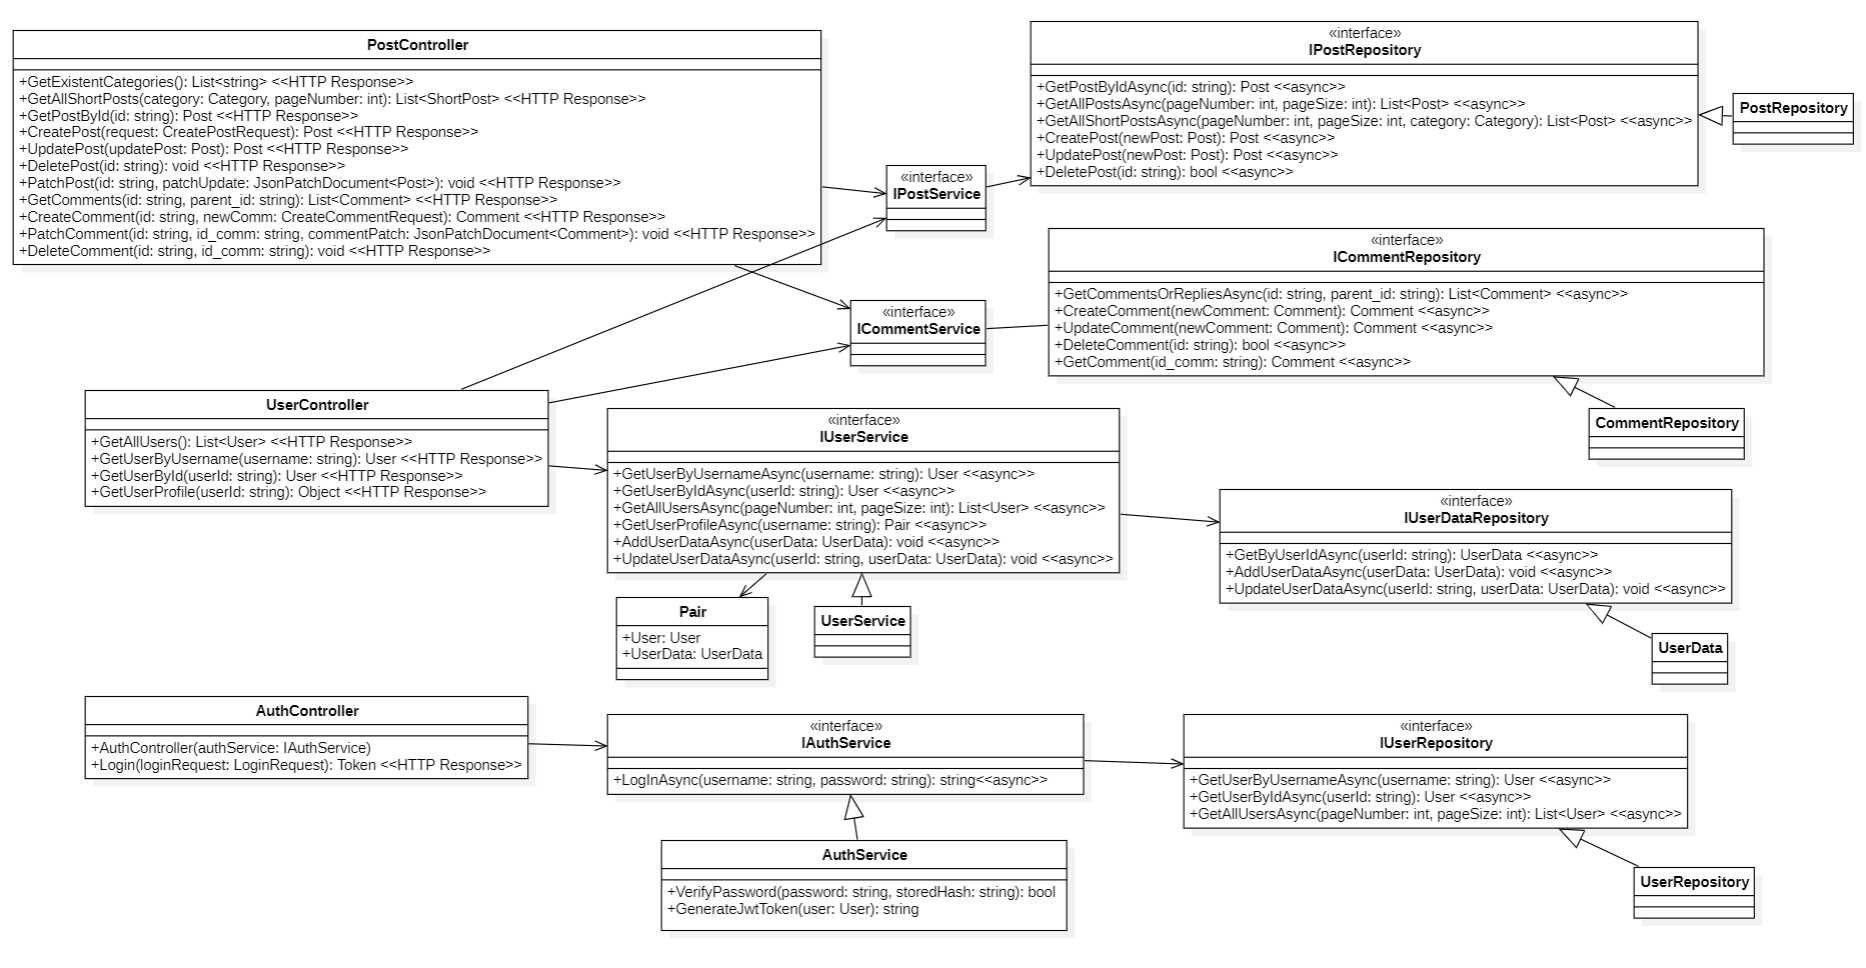 PostController
+GetExistentCategories(): List<string> <<HTTP Response>>
+GetAllShortPosts(category: Category, pageNumber: int): List<ShortPost> <<HTTP Response>>
+GetPostById(id: string): Post <<HTTP Response>>
+CreatePost(request: CreatePostRequest): Post <<HTTP Response>>
+UpdatePost(updatePost: Post): Post <<HTTP Response>>
+DeletePost(id: string): void <<HTTP Response>>
+PatchPost(id: string, patchUpdate: JsonPatchDocument<Post>): void <<HTTP Response>>
+GetComments(id: string, parent_id: string): List<Comment> <<HTTP Response>>
+CreateComment(id: string, newComm: CreateCommentRequest): Comment <<HTTP Response>>
+PatchComment(id: string, id_comm: string, commentPatch: JsonPatchDocument<Comment>): void <<HTTP Response>>
+DeleteComment(id: string, id_comm: string): void <<HTTP Response>>
«interface»
IPostService
«interface»
IPostRepository
+GetPostByIdAsync(id: string): Post <<async>>
+GetAllPostsAsync(pageNumber: int, pageSize: int): List<Post> <<async>>
+GetAllShortPostsAsync(pageNumber: int, pageSize: int, category: Category): List<Post> <<async>>
+CreatePost(newPost: Post): Post <<async>>
+UpdatePost(newPost: Post): Post <<async>>
+DeletePost(id: string): bool <<async>>
PostRepository
«interface»
ICommentService
«interface»
ICommentRepository
+GetCommentsOrRepliesAsync(id: string, parent_id: string): List<Comment> <<async>>
+CreateComment(newComment: Comment): Comment <<async>>
+UpdateComment(newComment: Comment): Comment <<async>>
+DeleteComment(id: string): bool <<async>>
+GetComment(id_comm: string): Comment <<async>>
CommentRepository
UserController
+GetAllUsers(): List<User> <<HTTP Response>>
+GetUserByUsername(username: string): User <<HTTP Response>>
+GetUserById(userId: string): User <<HTTP Response>>
+GetUserProfile(userId: string): Object <<HTTP Response>>
«interface»
IUserService
+GetUserByUsernameAsync(username: string): User <<async>>
+GetUserByIdAsync(userId: string): User <<async>>
+GetAllUsersAsync(pageNumber: int, pageSize: int): List<User> <<async>>
+GetUserProfileAsync(username: string): Pair <<async>>
+AddUserDataAsync(userData: UserData): void <<async>>
+UpdateUserDataAsync(userId: string, userData: UserData): void <<async>>
Pair
+User: User
+UserData: UserData
UserService
«interface»
IUserDataRepository
+GetByUserIdAsync(userId: string): UserData <<async>>
+AddUserDataAsync(userData: UserData): void <<async>>
+UpdateUserDataAsync(userId: string, userData: UserData): void <<async>>
UserData
AuthController
+AuthController(authService: IAuthService)
+Login(loginRequest: LoginRequest): Token <<HTTP Response>>
«interface»
IAuthService
+LogInAsync(username: string, password: string): string<<async>>
AuthService
+VerifyPassword(password: string, storedHash: string): bool
+GenerateJwtToken(user: User): string
«interface»
IUserRepository
+GetUserByUsernameAsync(username: string): User <<async>>
+GetUserByIdAsync(userId: string): User <<async>>
+GetAllUsersAsync(pageNumber: int, pageSize: int): List<User> <<async>>
UserRepository